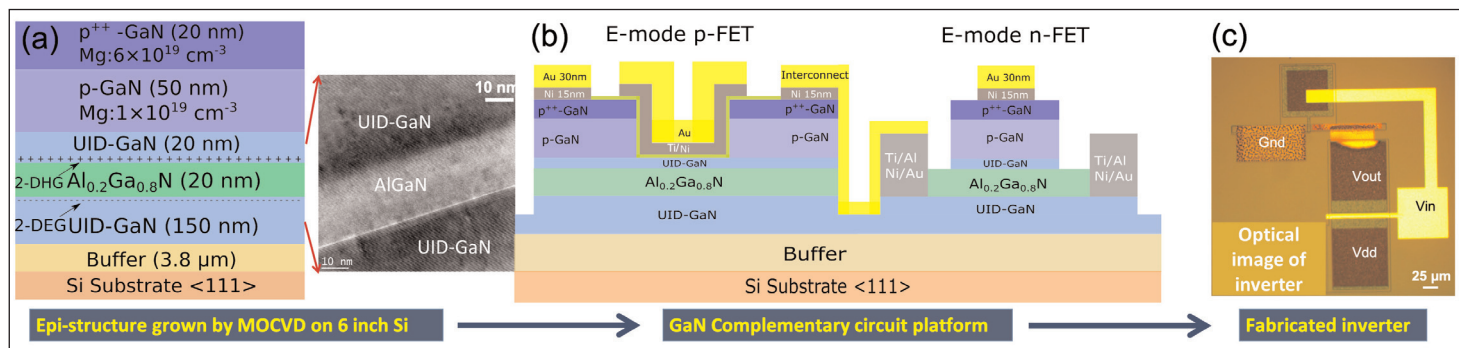 (a)
p⁺⁺ -GaN (20 nm)
Mg:6×10¹⁹ cm⁻³
p-GaN (50 nm)
Mg:1×10¹⁹ cm⁻³
UID-GaN (20 nm)
2-DHG
Al₀.₂Ga₀.₈N (20 nm)
2-DEG
UID-GaN (150 nm)
Buffer (3.8 µm)
Si Substrate <111>
10 nm
UID-GaN
AlGaN
UID-GaN
10 nm
(b)
E-mode p-FET
E-mode n-FET
Au 30nm
Ni 15nm
p⁺⁺-GaN
p-GaN
Au
Ti/Ni
UID-GaN
Interconnect
Ni 15nm
p⁺⁺-GaN
p-GaN
Au 30nm
Ni 15nm
p⁺⁺-GaN
p-GaN
UID-GaN
Ti/Al
Ni/Au
Ti/Al
Ni/Au
Al₀.₂Ga₀.₈N
Al₀.₂Ga₀.₈N
UID-GaN
UID-GaN
Buffer
Si Substrate <111>
(c)
Gnd
Vout
Vin
Vdd
Optical
image of
inverter
25 µm
Epi-structure grown by MOCVD on 6 inch Si
GaN Complementary circuit platform
Fabricated inverter